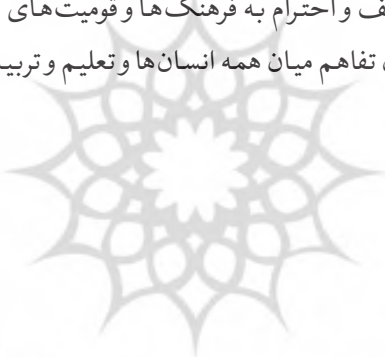 و احترام به فرهنگ‌ها و قومیت‌های
تفاهم میان همه انسان‌ها و تعلیم و